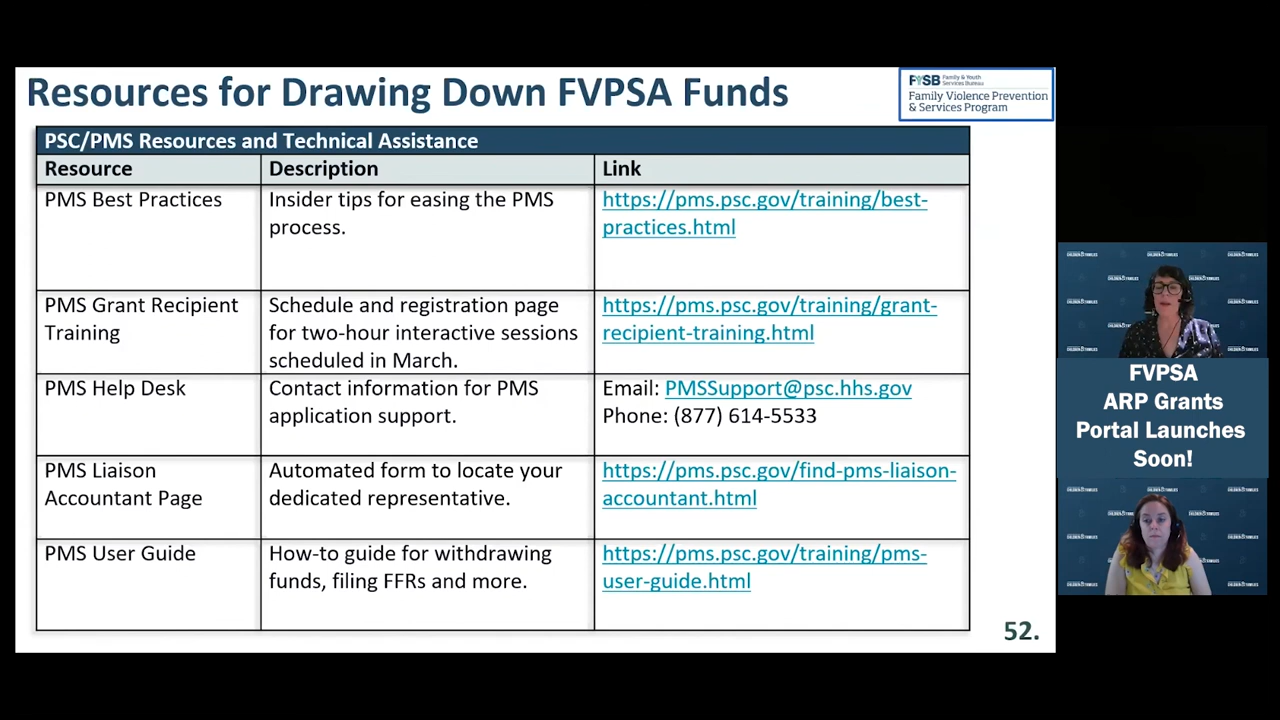 Resources for Drawing Down FVPSA Funds
FYSB Family & Youth
Services Bureau
Family Violence Prevention
& Services Program
PSC/PMS Resources and Technical Assistance
Resource Description Link
PMS Best Practices
Insider tips for easing the PMS
process.
https://pms.psc.gov/training/best-
practices.html
PMS Grant Recipient
Training
Schedule and registration page
for two-hour interactive sessions
scheduled in March.
https://pms.psc.gov/training/grant-
recipient-training.html
PMS Help Desk
Contact information for PMS
application support.
Email: PMSSupport@psc.hhs.gov
Phone: (877) 614-5533
PMS Liaison
Accountant Page
Automated form to locate your
dedicated representative.
https://pms.psc.gov/find-pms-liaison-
accountant.html
PMS User Guide
How-to guide for withdrawing
funds, filing FFRs and more.
https://pms.psc.gov/training/pms-
user-guide.html
52.
FVPSA
ARP Grants
Portal Launches
Soon!